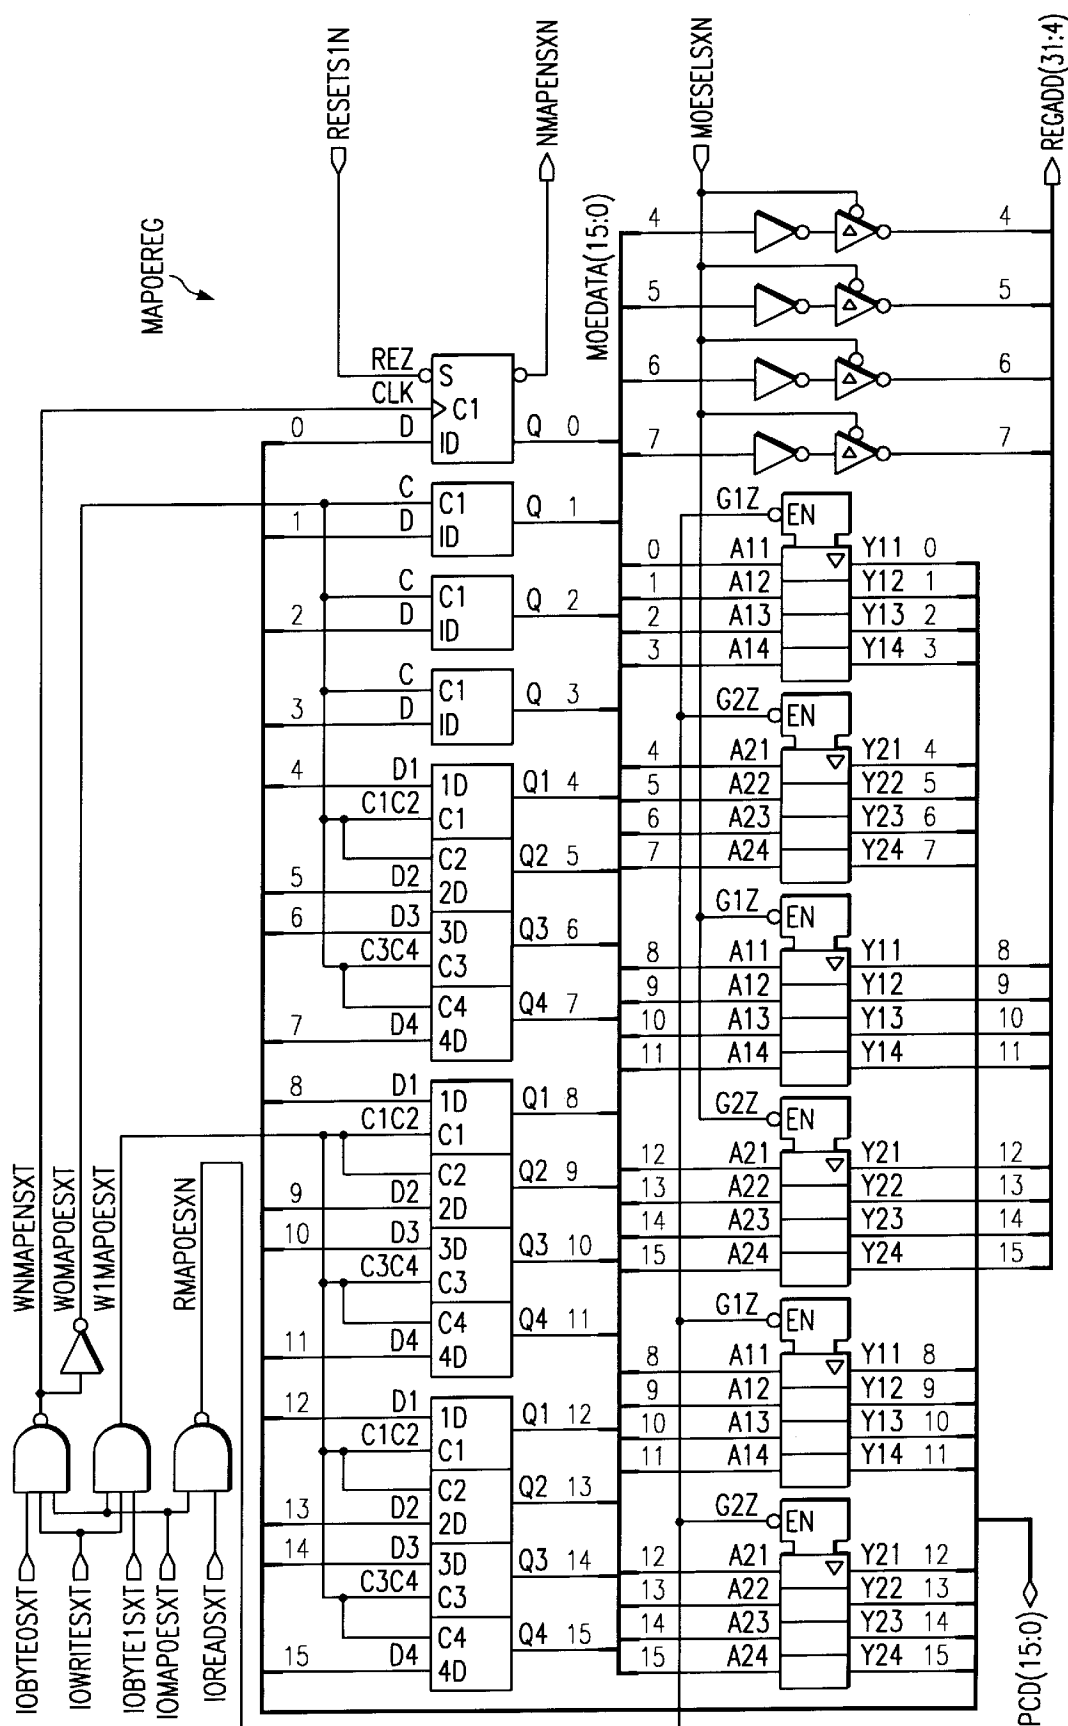 MAPOEREG
RESETS1N
NMAPENSXN
MOESELSXN
REGADD(31:4)
MOEDATA(15:0)
WNMAPENSXT
WOMAPOESXT
W1MAPOESXT
RMAPOESXN
IOBYTEOSXT
IOWRITESXT
IOBYTE1SXT
IOMAPOESXT
IOREADSXT
PCD(15:0)
REZ S
CLK C1
0 D 1D Q 0
C C1
1 D 1D Q 1
C C1
2 D 1D Q 2
C C1
3 D 1D Q 3
4 D1 1D Q1 4
C1C2 C1
C2 Q2 5
5 D2 2D
6 D3 3D Q3 6
C3C4 C3
C4 Q4 7
7 D4 4D
8 D1 1D Q1 8
C1C2 C1
C2 Q2 9
9 D2 2D
10 D3 3D Q3 10
C3C4 C3
C4 Q4 11
11 D4 4D
12 D1 1D Q1 12
C1C2 C1
C2 Q2 13
13 D2 2D
14 D3 3D Q3 14
C3C4 C3
C4 Q4 15
15 D4 4D
4 4
5 5
6 6
7 7
G1Z EN
0 A11 Y11 0
1 A12 Y12 1
2 A13 Y13 2
3 A14 Y14 3
G2Z EN
4 A21 Y21 4
5 A22 Y22 5
6 A23 Y23 6
7 A24 Y24 7
G1Z EN
8 A11 Y11 8
9 A12 Y12 9
10 A13 Y13 10
11 A14 Y14 11
G2Z EN
12 A21 Y21 12
13 A22 Y22 13
14 A23 Y23 14
15 A24 Y24 15
G1Z EN
8 A11 Y11 8
9 A12 Y12 9
10 A13 Y13 10
11 A14 Y14 11
G2Z EN
12 A21 Y21 12
13 A22 Y22 13
14 A23 Y23 14
15 A24 Y24 15